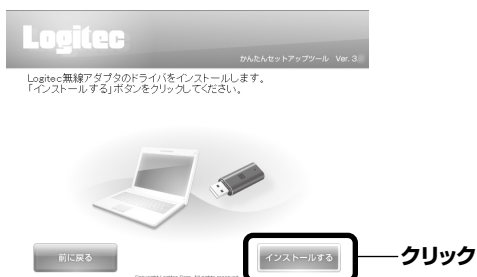 Logitec
かんたんセットアップツール Ver. 3.
Logitec無線アダプタのドライバをインストールします。
「インストールする」ボタンをクリックしてください。
前に戻る
インストールする
クリック